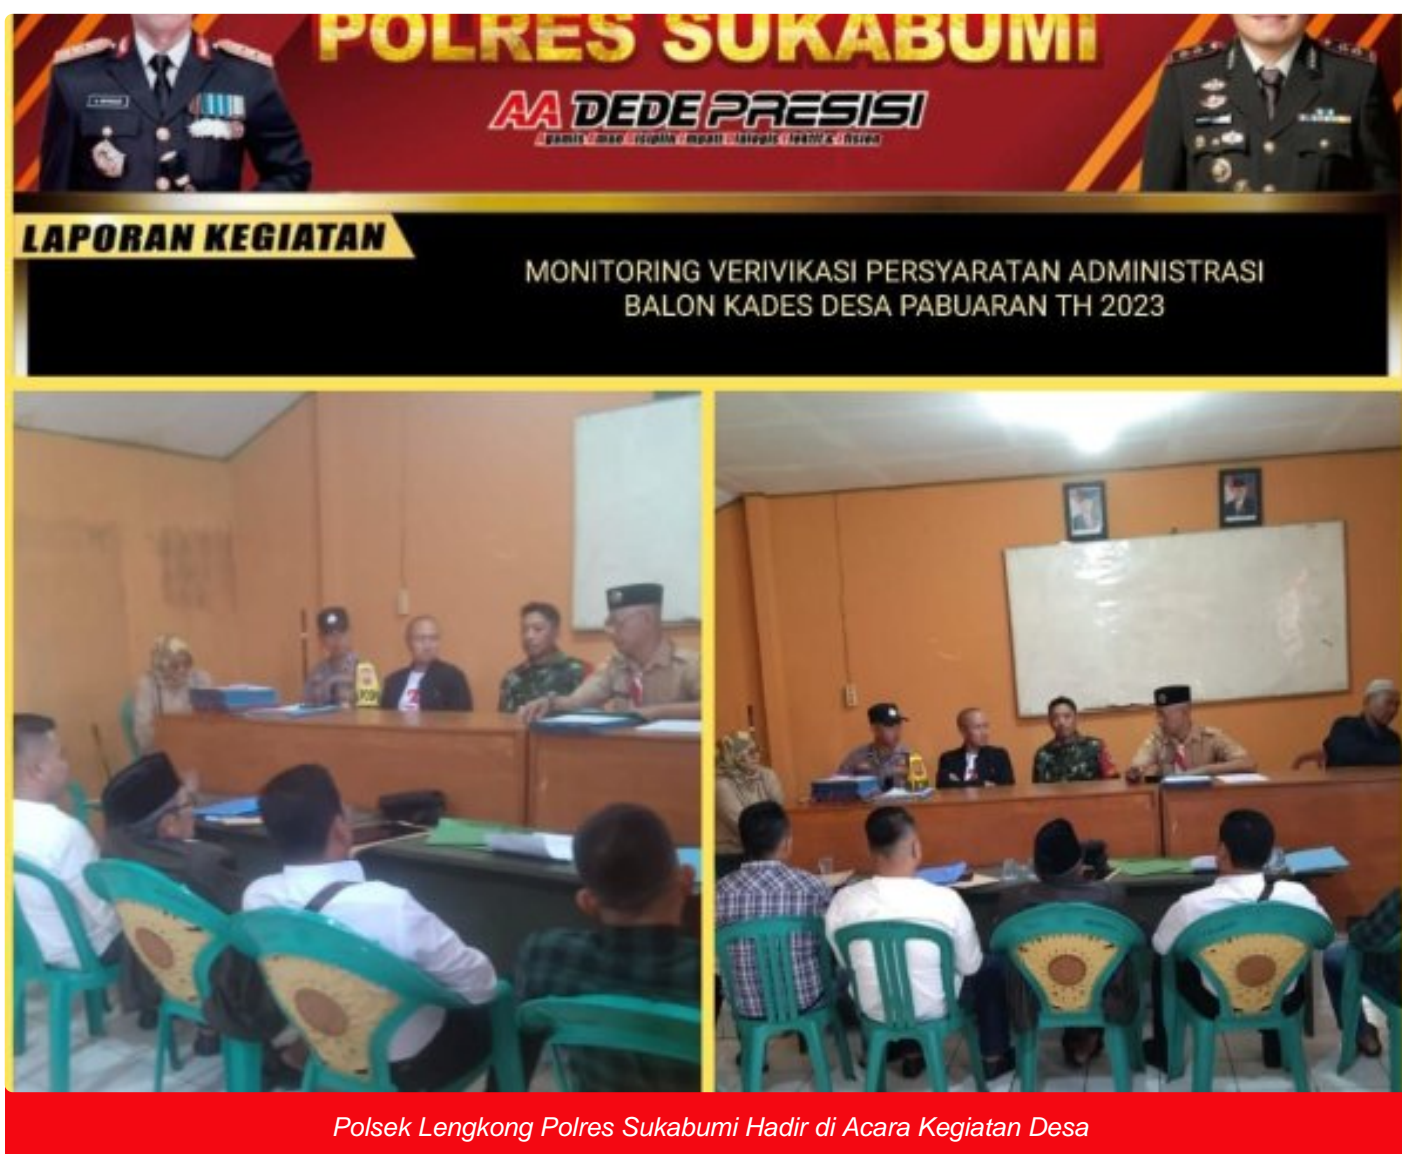 POLRES SUKABUMI
AA DEDE PRESISI
LAPORAN KEGIATAN
MONITORING VERIVIKASI PERSYARATAN ADMINISTRASI
BALON KADES DESA PABUARAN TH 2023
Polsek Lengkong Polres Sukabumi Hadir di Acara Kegiatan Desa